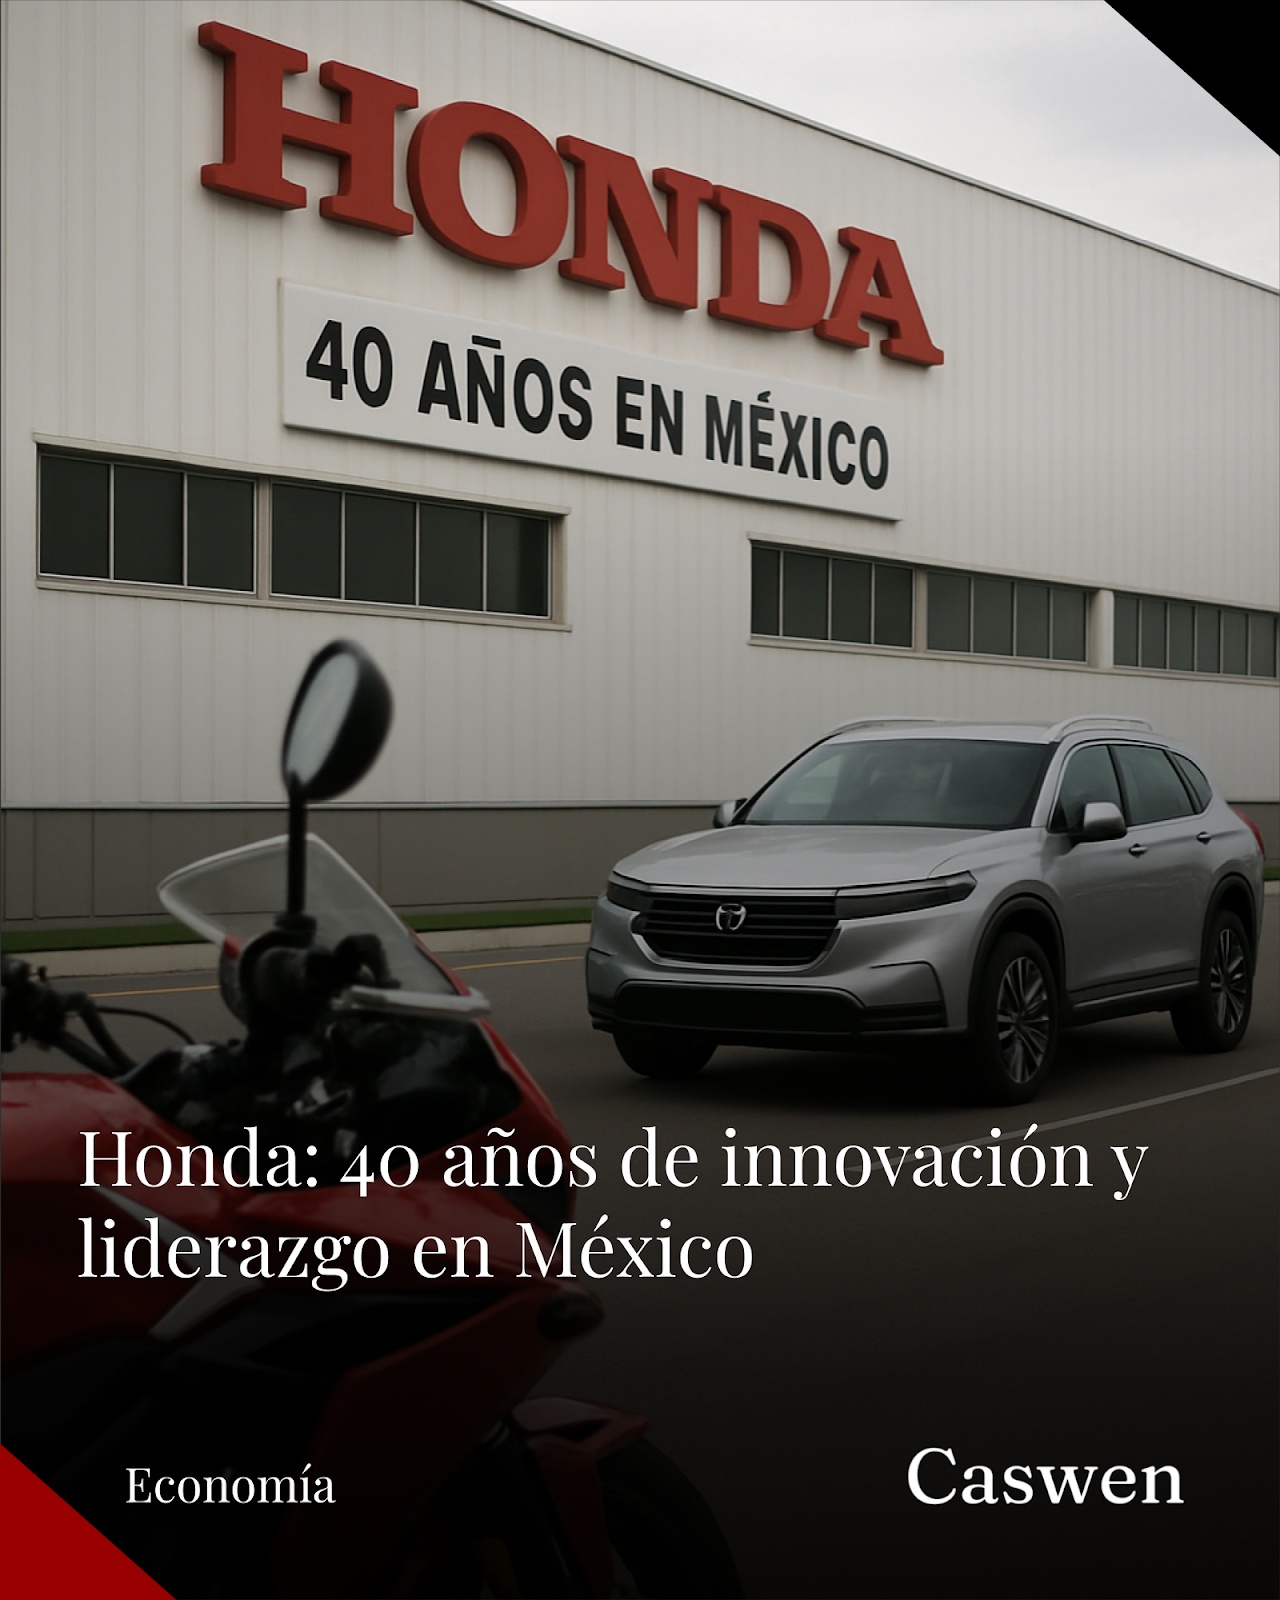 HONDA
40 AÑOS EN MÉXICO
Honda: 40 años de innovación y
liderazgo en México
Economía
Caswen